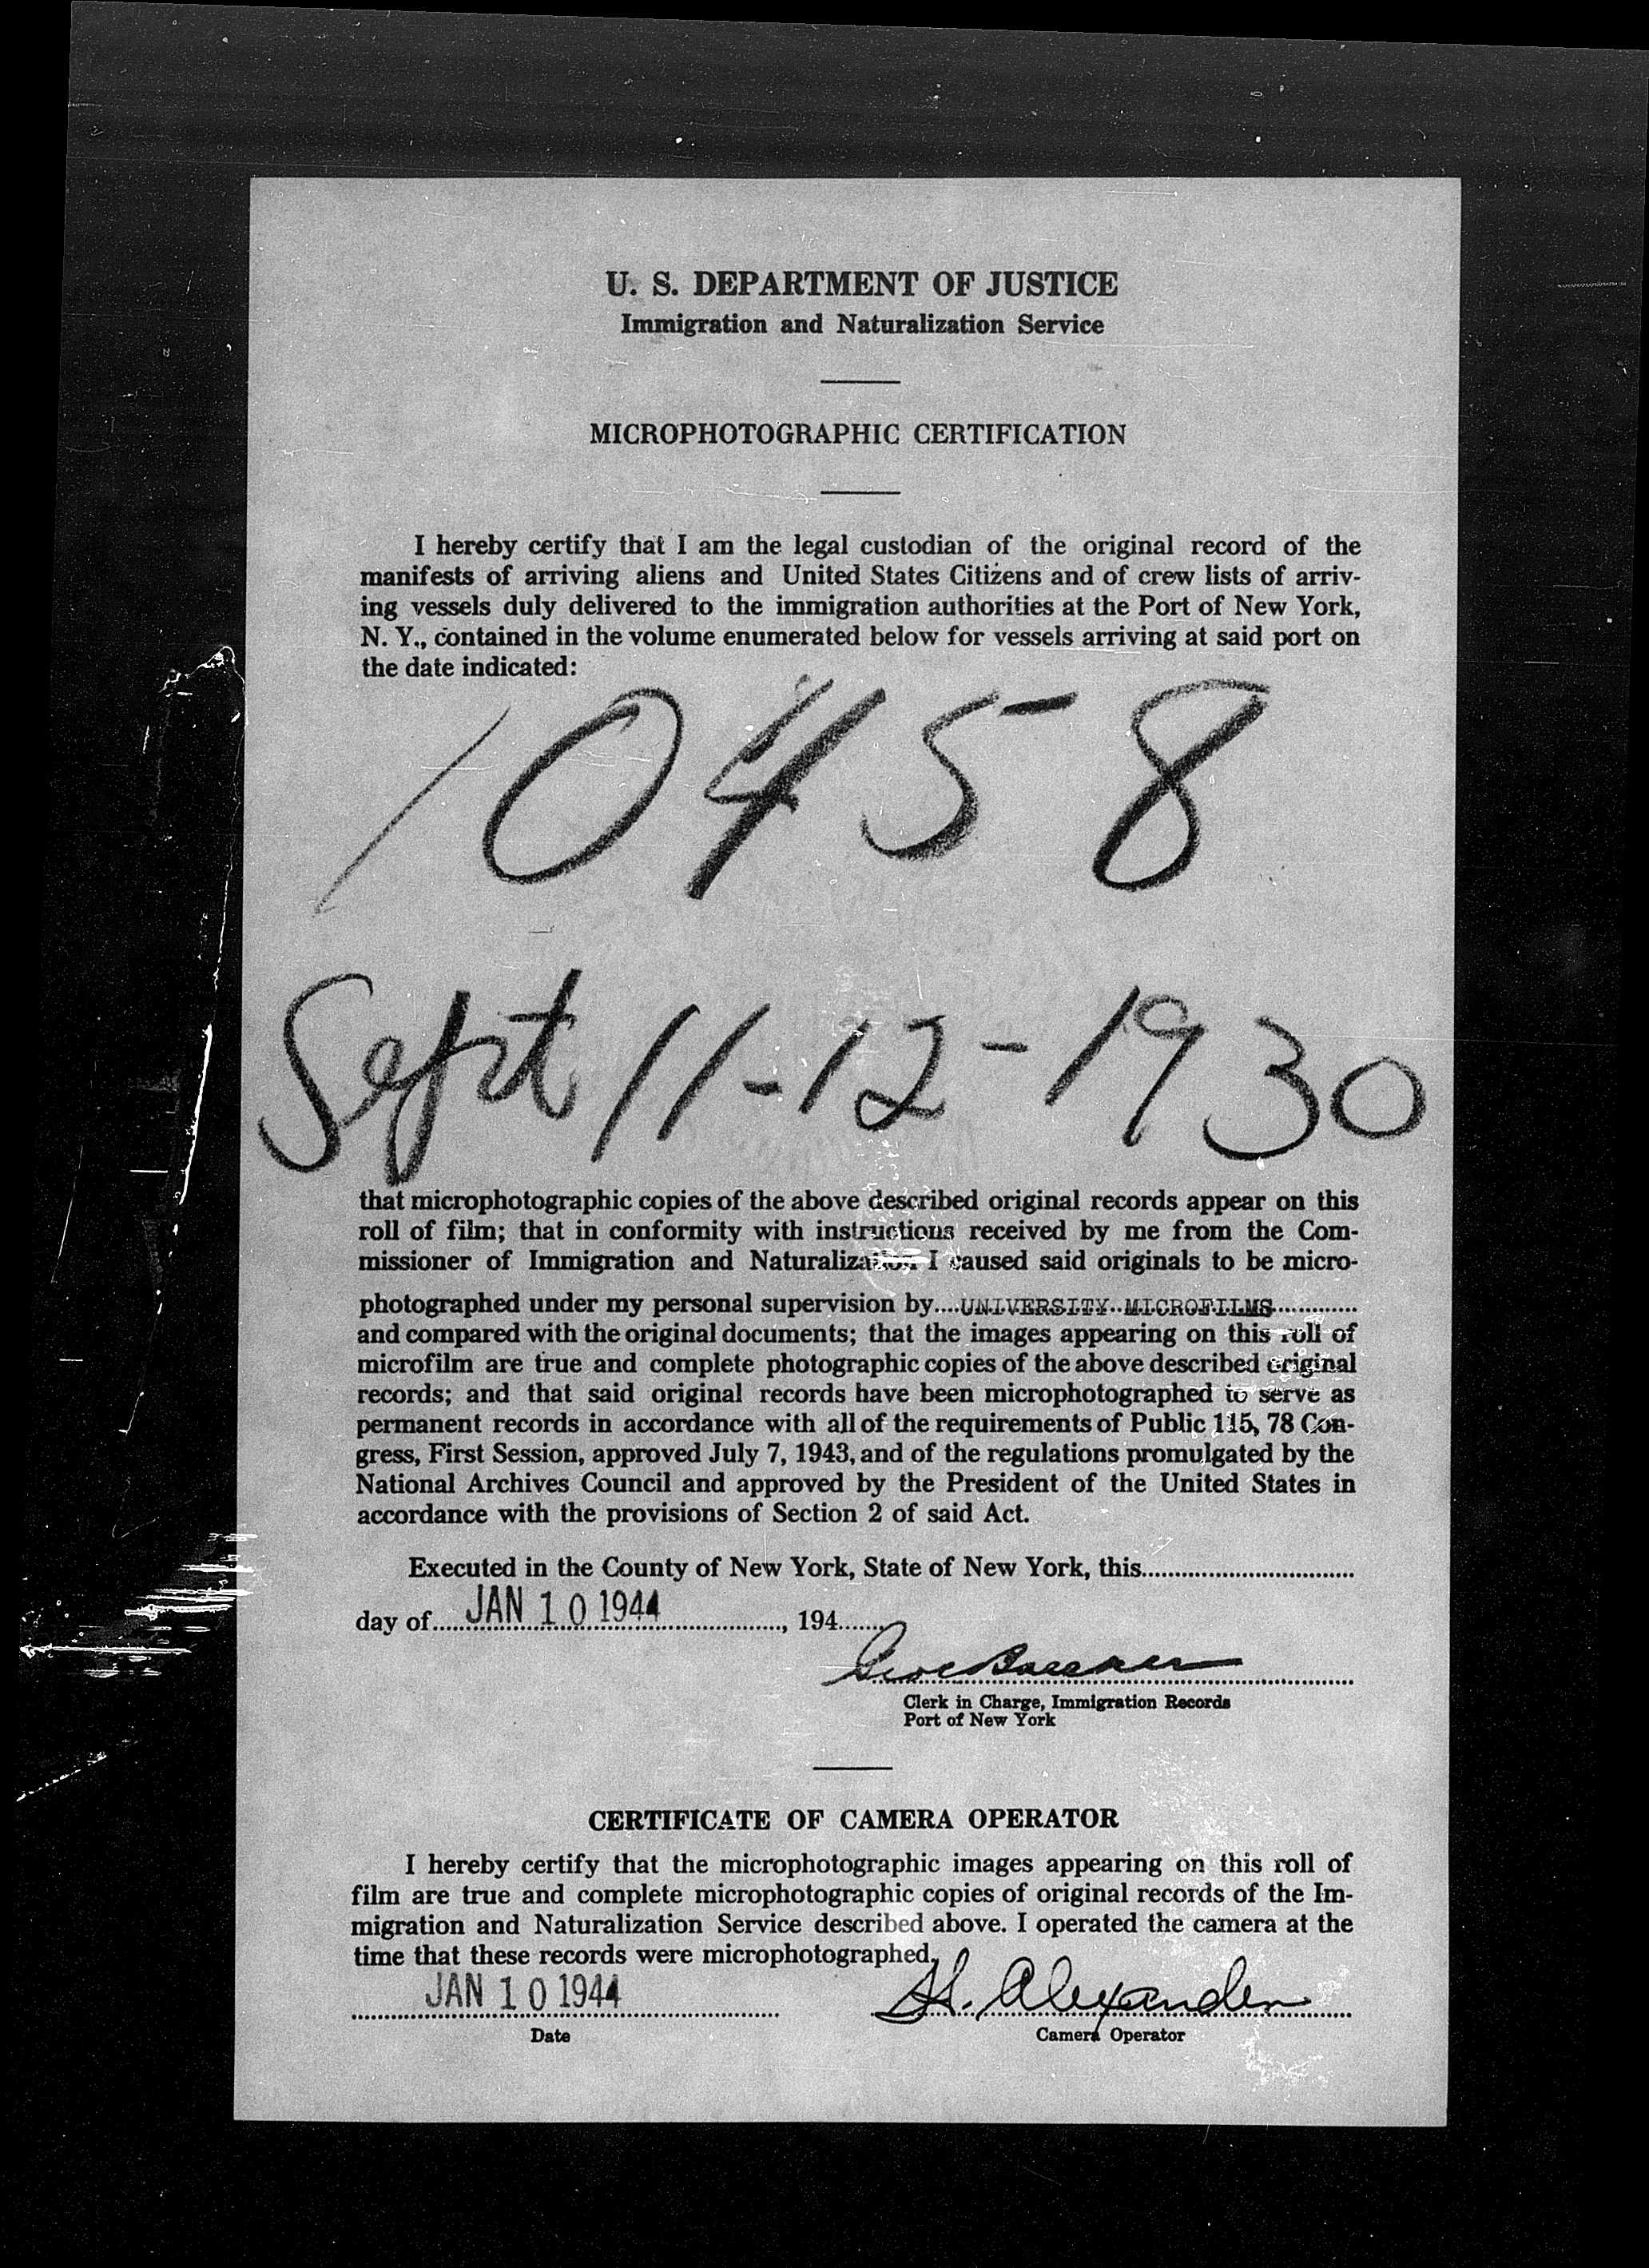 U. S. DEPARTMENT OF JUSTICE
Immigration and Naturalization Service
MICROPHOTOGRAPHIC CERTIFICATION
I hereby certify that I am the legal custodian of the original record of the
manifests of arriving aliens and United States Citizens and of crew lists of arriv-
ing vessels duly delivered to the immigration authorities at the Port of New York,
N. Y., contained in the volume enumerated below for vessels arriving at said port on
the date indicated:
10458
Sept 11-12-1930
that microphotographic copies of the above described original records appear on this
roll of film; that in conformity with instructions received by me from the Com-
missioner of Immigration and Naturalization I caused said originals to be micro-
photographed under my personal supervision by....UNIVERSITY MICROFILMS.............
and compared with the original documents; that the images appearing on this roll of
microfilm are true and complete photographic copies of the above described original
records; and that said original records have been microphotographed to serve as
permanent records in accordance with all of the requirements of Public 115, 78 Con-
gress, First Session, approved July 7, 1943, and of the regulations promulgated by the
National Archives Council and approved by the President of the United States in
accordance with the provisions of Section 2 of said Act.
Executed in the County of New York, State of New York, this................................
day of.....JAN 10 1944....................., 194.......
Clerk in Charge, Immigration Records
Port of New York
CERTIFICATE OF CAMERA OPERATOR
I hereby certify that the microphotographic images appearing on this roll of
film are true and complete microphotographic copies of original records of the Im-
migration and Naturalization Service described above. I operated the camera at the
time that these records were microphotographed.
JAN 10 1944 H. Alexander
Date Camera Operator